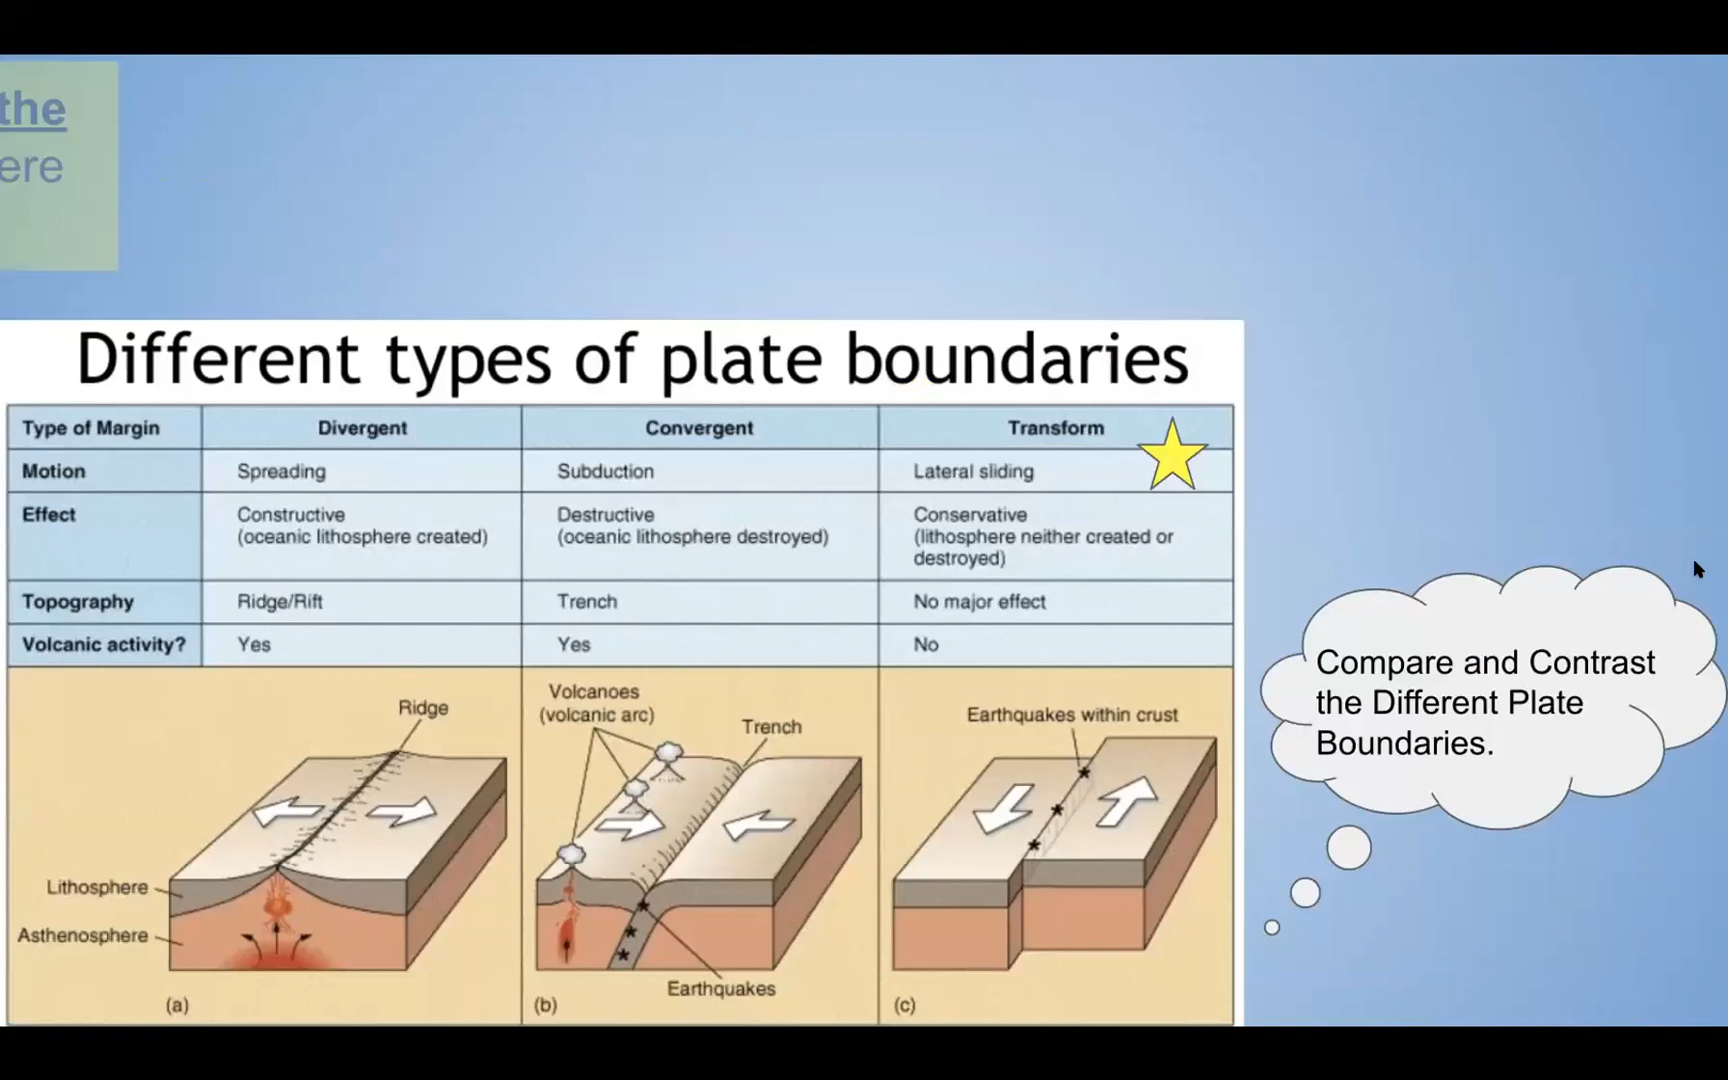 the
ere
Different types of plate boundaries
Type of Margin Divergent Convergent Transform
Motion Spreading Subduction Lateral sliding
Effect Constructive Destructive Conservative
(oceanic lithosphere created) (oceanic lithosphere destroyed) (lithosphere neither created or
destroyed)
Topography Ridge/Rift Trench No major effect
Volcanic activity? Yes Yes No
Ridge
Lithosphere
Asthenosphere
(a)
Volcanoes
(volcanic arc)
Trench
Earthquakes
(b)
Earthquakes within crust
(c)
Compare and Contrast
the Different Plate
Boundaries.